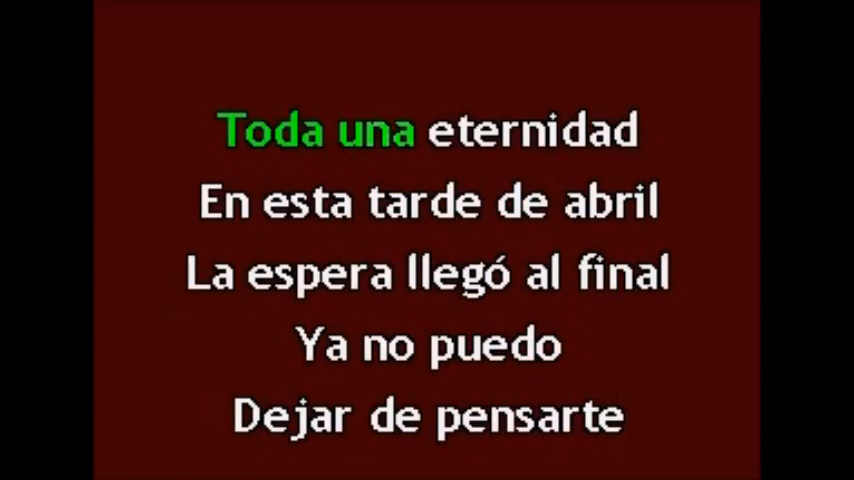 Toda una eternidad
En esta tarde de abril
La espera llegó al final
Ya no puedo
Dejar de pensarte